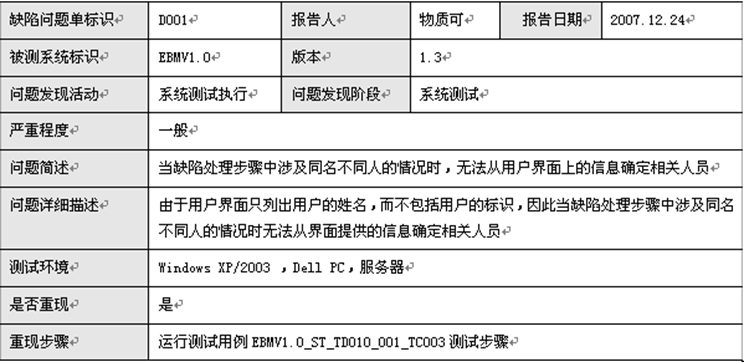 缺陷问题单标识 D001 报告人 物质可 报告日期 2007.12.24
被测系统标识 EBMV1.0 版本 1.3
问题发现活动 系统测试执行 问题发现阶段 系统测试
严重程度 一般
问题简述 当缺陷处理步骤中涉及同名不同人的情况时，无法从用户界面上的信息确定相关人员
问题详细描述 由于用户界面只列出用户的姓名，而不包括用户的标识，因此当缺陷处理步骤中涉及同名
不同人的情况时无法从界面提供的信息确定相关人员
测试环境 Windows XP/2003 ，Dell PC，服务器
是否重现 是
重现步骤 运行测试用例 EBMV1.0_ST_TD010_001_TC003 测试步骤